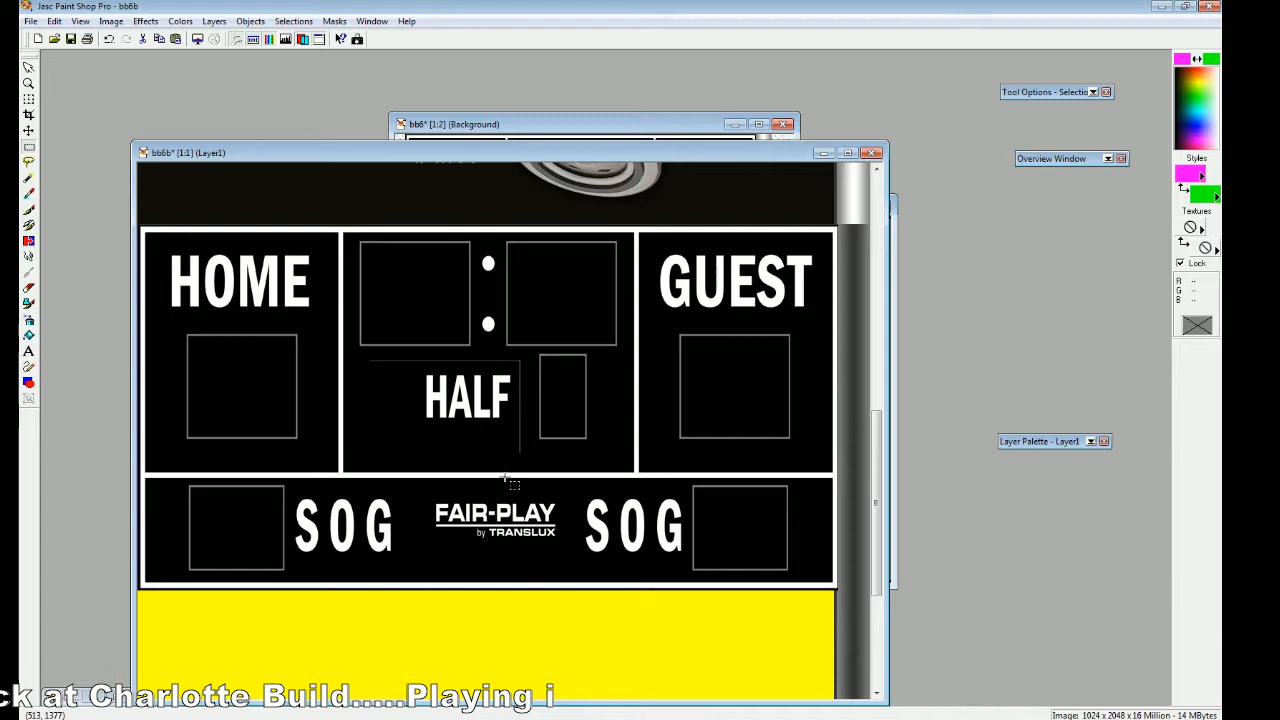 Jasc Paint Shop Pro - bb6b
File Edit View Image Effects Colors Layers Objects Selections Masks Window Help
Tool Options - Selectio
bb6* [1:2] (Background)
bb6b* [1:1] (Layer1)
Overview Window
Styles
Textures
Lock
R --
G --
B --
HOME
GUEST
HALF
Layer Palette - Layer1
SOG
FAIR-PLAY
by TRANSLUX
SOG
ck at Charlotte Build.....Playing i
(513, 1377)
Image: 1024 x 2048 x 16 Million - 14 MBytes